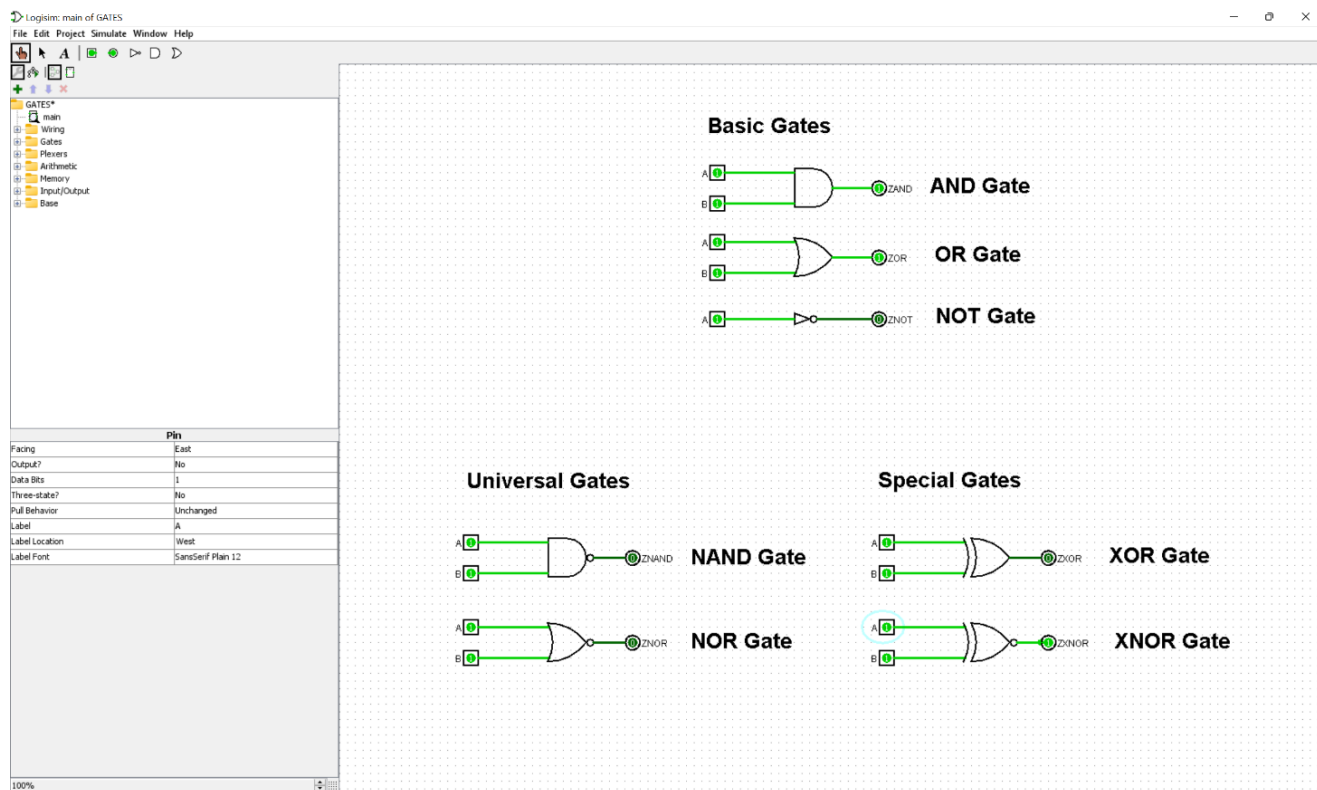 Logisim: main of GATES
File Edit Project Simulate Window Help
A
GATES*
main
Wiring
Gates
Plexers
Arithmetic
Memory
Input/Output
Base
Pin
Facing East
Output? No
Data Bits 1
Three-state? No
Pull Behavior Unchanged
Label A
Label Location West
Label Font SansSerif Plain 12
100%
Basic Gates
A 1
B 1
1 ZAND
AND Gate
A 1
B 1
1 ZOR
OR Gate
A 1
0 ZNOT
NOT Gate
Universal Gates
A 1
B 1
0 ZNAND
NAND Gate
A 1
B 1
0 ZNOR
NOR Gate
Special Gates
A 1
B 1
0 ZXOR
XOR Gate
A 1
B 1
1 ZXNOR
XNOR Gate